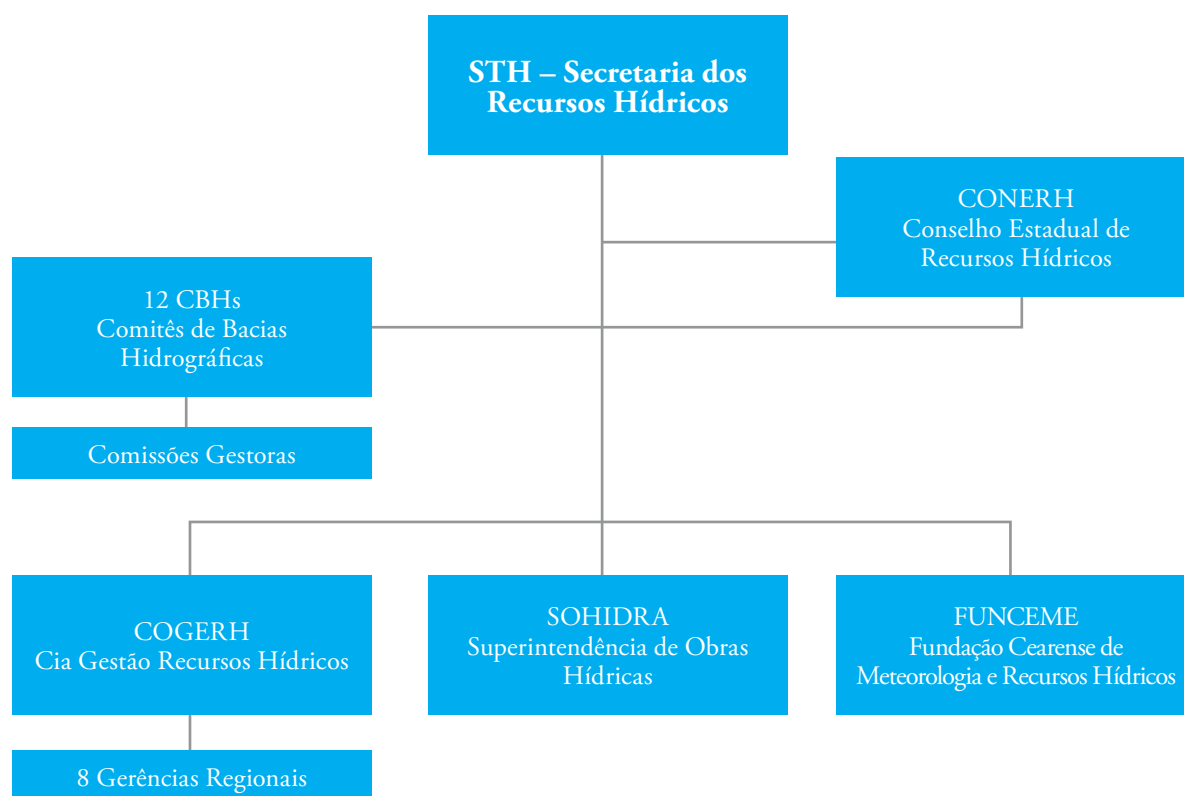 STH – Secretaria dos
Recursos Hídricos
CONERH
Conselho Estadual de
Recursos Hídricos
12 CBHs
Comitês de Bacias
Hidrográficas
Comissões Gestoras
COGERH
Cia Gestão Recursos Hídricos
SOHIDRA
Superintendência de Obras
Hídricas
FUNCEME
Fundação Cearense de
Meteorologia e Recursos Hídricos
8 Gerências Regionais